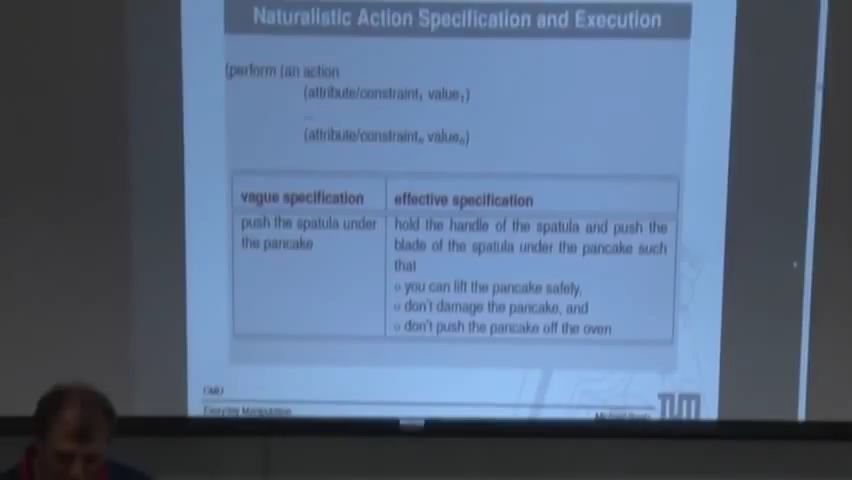 Naturalistic Action Specification and Execution
(perform (an action
(attribute/constraint₁ value₁)
...
(attribute/constraintₙ valueₙ)
vague specification
effective specification
push the spatula under
the pancake
hold the handle of the spatula and push the
blade of the spatula under the pancake such
that
o you can lift the pancake safely,
o don't damage the pancake, and
o don't push the pancake off the oven
CMU
Everyday Manipulation
Michael
TUM